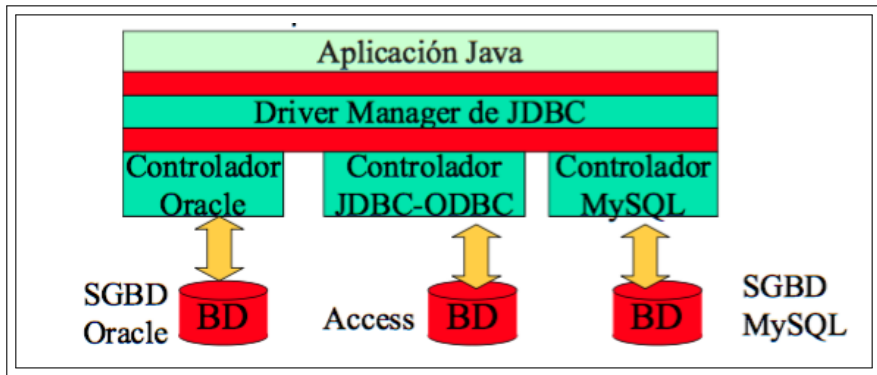 Aplicación Java
Driver Manager de JDBC
Controlador
Oracle
Controlador
JDBC-ODBC
Controlador
MySQL
SGBD
Oracle
BD
Access
BD
BD
SGBD
MySQL